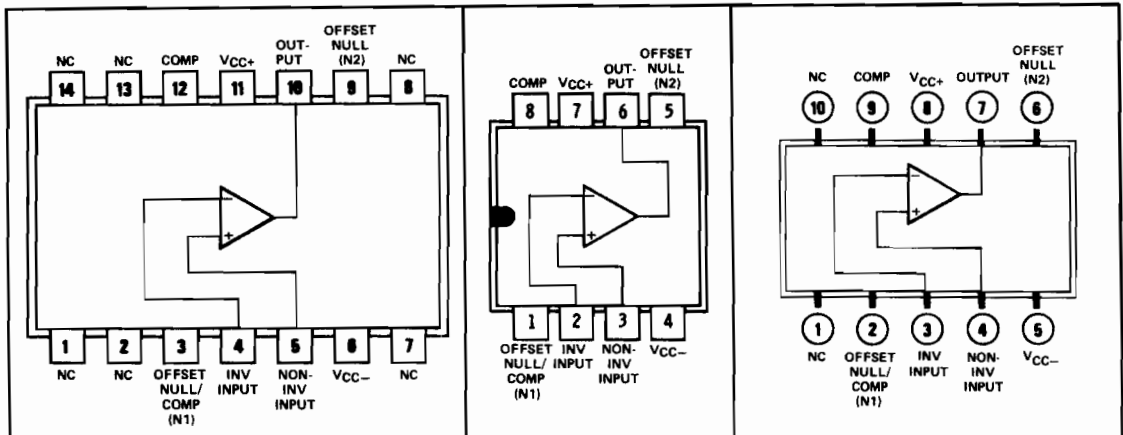 NC NC COMP VCC+ OUT-
PUT OFFSET
NULL
(N2) NC
14 13 12 11 10 9 8
−
+
1 2 3 4 5 6 7
NC NC OFFSET
NULL/
COMP
(N1) INV
INPUT NON-
INV
INPUT VCC− NC
COMP VCC+ OUT-
PUT OFFSET
NULL
(N2)
8 7 6 5
−
+
1 2 3 4
OFFSET
NULL/
COMP
(N1) INV
INPUT NON-
INV
INPUT VCC−
NC COMP VCC+ OUTPUT OFFSET
NULL
(N2)
10 9 8 7 6
−
+
1 2 3 4 5
NC OFFSET
NULL/
COMP
(N1) INV
INPUT NON-
INV
INPUT VCC−